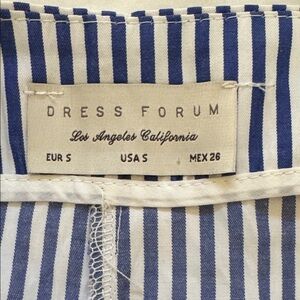 DRESS FORUM
Los Angeles California
EUR S USA S MEX 26